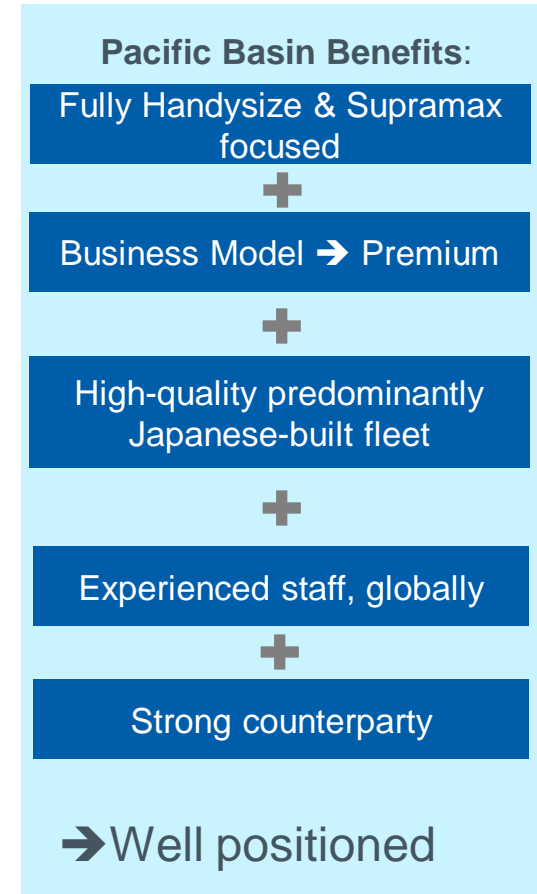 Pacific Basin Benefits:
Fully Handysize & Supramax
focused
+
Business Model ➔ Premium
+
High-quality predominantly
Japanese-built fleet
+
Experienced staff, globally
+
Strong counterparty
➔Well positioned